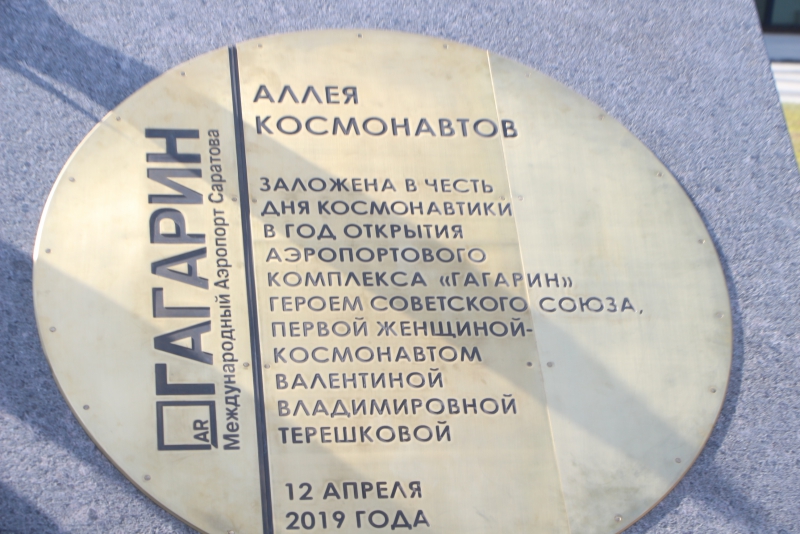 ГАГАРИН
Международный Аэропорт Саратова
AR
АЛЛЕЯ
КОСМОНАВТОВ
ЗАЛОЖЕНА В ЧЕСТЬ
ДНЯ КОСМОНАВТИКИ
В ГОД ОТКРЫТИЯ
АЭРОПОРТОВОГО
КОМПЛЕКСА «ГАГАРИН»
ГЕРОЕМ СОВЕТСКОГО СОЮЗА,
ПЕРВОЙ ЖЕНЩИНОЙ-
КОСМОНАВТОМ
ВАЛЕНТИНОЙ
ВЛАДИМИРОВНОЙ
ТЕРЕШКОВОЙ
12 АПРЕЛЯ
2019 ГОДА